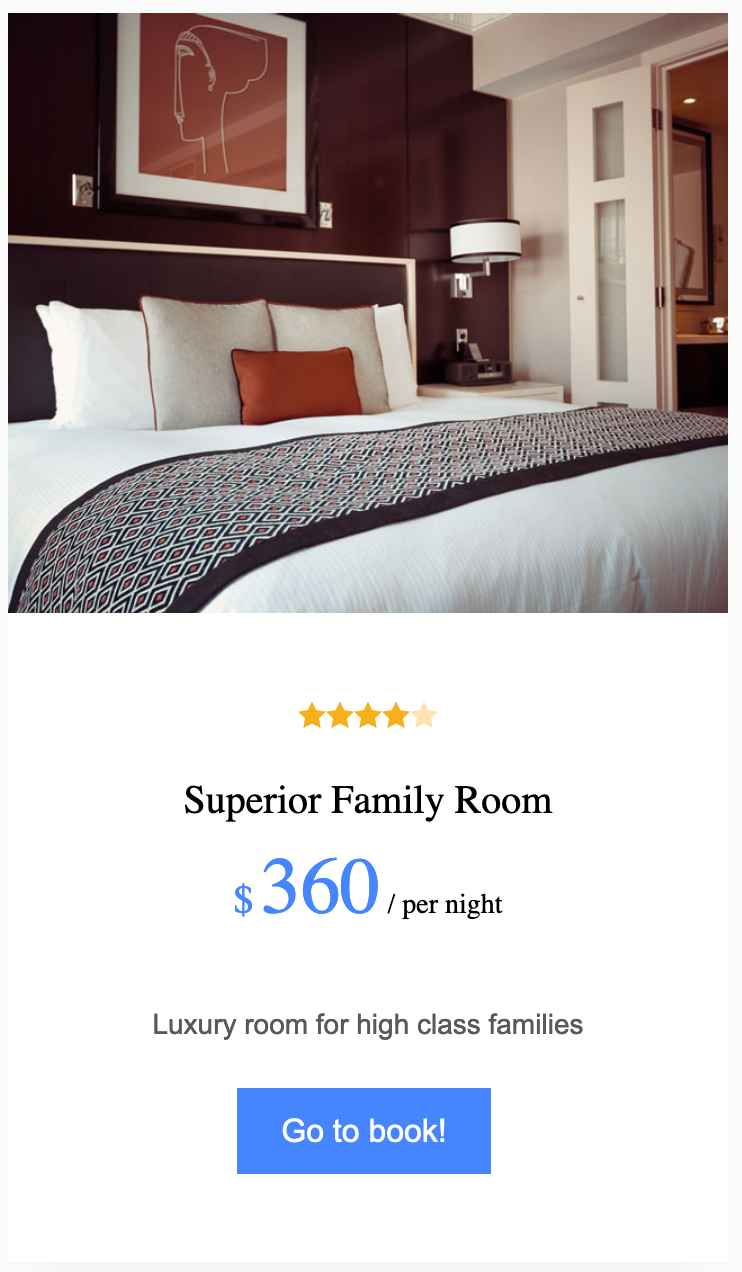 Superior Family Room
$ 360 / per night
Luxury room for high class families
Go to book!